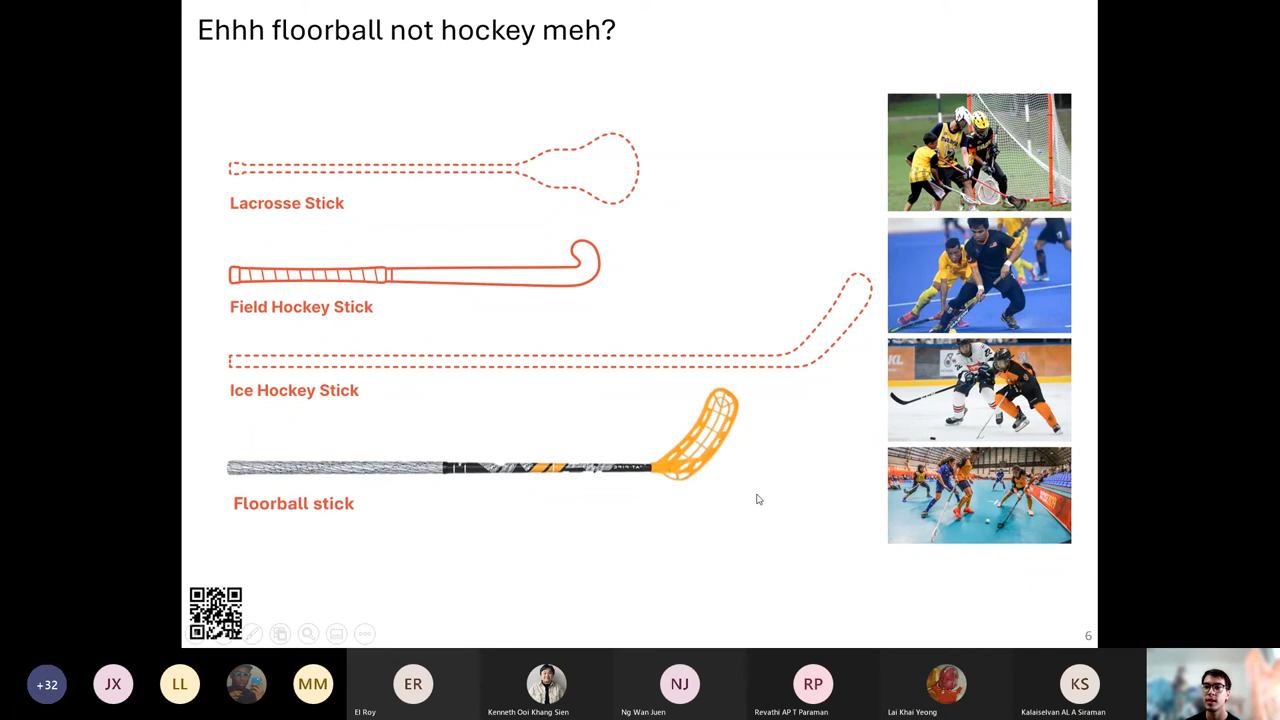 Ehhh floorball not hockey meh?
Lacrosse Stick
Field Hockey Stick
Ice Hockey Stick
Floorball stick
6
+32
JX
LL
MM
ER
NJ
RP
KS
El Roy
Kenneth Ooi Khang Sien
Ng Wan Juen
Revathi AP T Paraman
Lai Khai Yeong
Kalaiselvan AL A Siraman